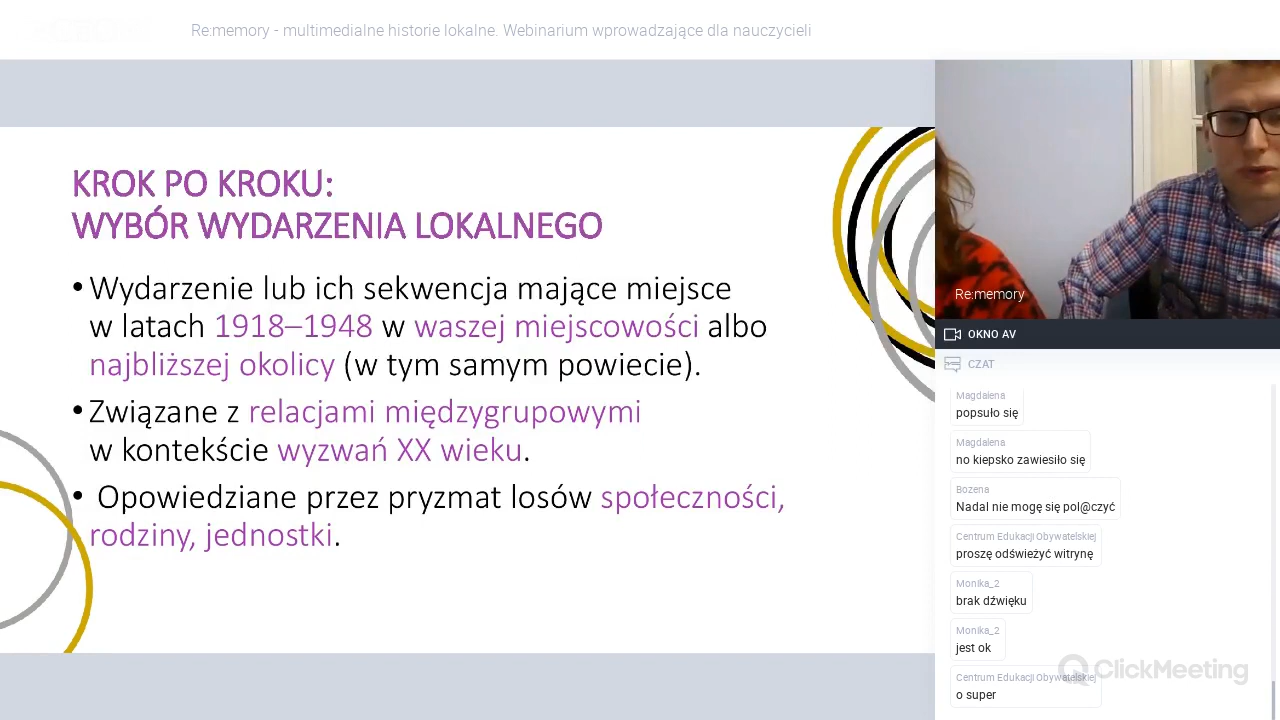 Re:memory - multimedialne historie lokalne. Webinarium wprowadzające dla nauczycieli
KROK PO KROKU:
WYBÓR WYDARZENIA LOKALNEGO
• Wydarzenie lub ich sekwencja mające miejsce
w latach 1918–1948 w waszej miejscowości albo
najbliższej okolicy (w tym samym powiecie).
• Związane z relacjami międzygrupowymi
w kontekście wyzwań XX wieku.
• Opowiedziane przez pryzmat losów społeczności,
rodziny, jednostki.
Re:memory
OKNO AV
CZAT
Magdalena
popsuło się
Magdalena
no kiepsko zawiesiło się
Bozena
Nadal nie mogę się pol@czyć
Centrum Edukacji Obywatelskiej
proszę odświeżyć witrynę
Monika_2
brak dźwięku
Monika_2
jest ok
Centrum Edukacji Obywatelskiej
o super
ClickMeeting